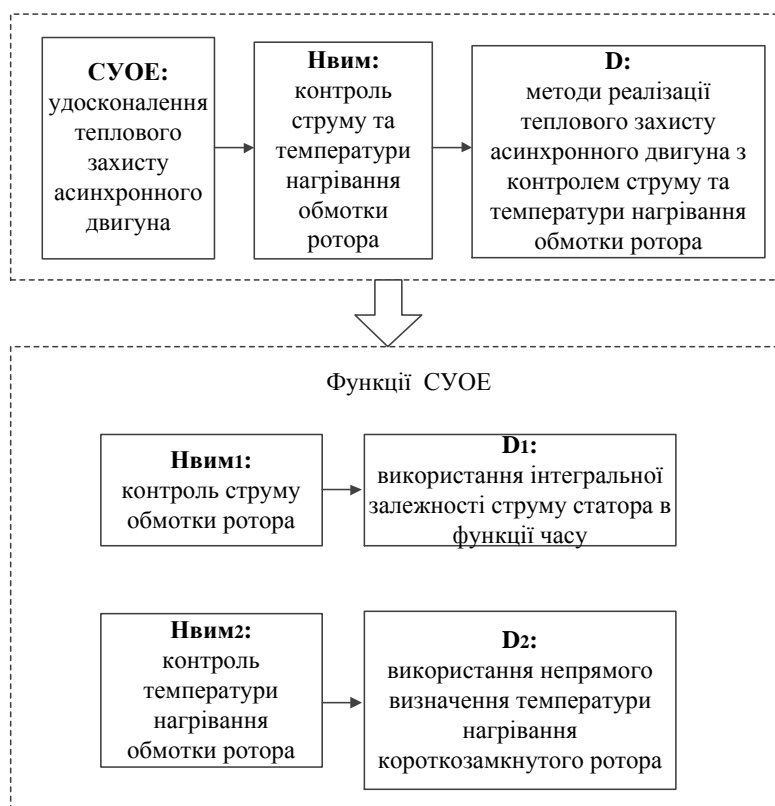 СУОЕ:
удосконалення
теплового
захисту
асинхронного
двигуна
Нвим:
контроль
струму та
температури
нагрівання
обмотки
ротора
D:
методи реалізації
теплового захисту
асинхронного двигуна з
контролем струму та
температури нагрівання
обмотки ротора
Функції СУОЕ
Нвим1:
контроль струму
обмотки ротора
D1:
використання інтегральної
залежності струму статора в
функції часу
Нвим2:
контроль
температури
нагрівання
обмотки ротора
D2:
використання непрямого
визначення температури
нагрівання
короткозамкнутого ротора